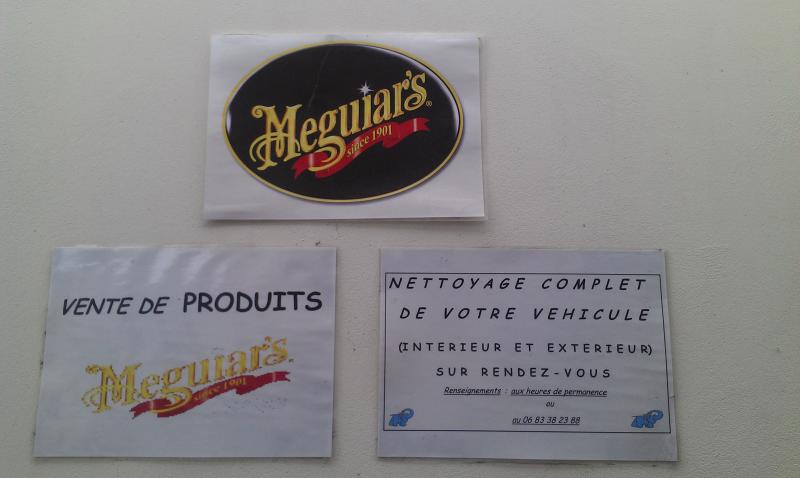 Meguiar's®
since 1901
VENTE DE PRODUITS
Meguiar's
since 1901
NETTOYAGE COMPLET
DE VOTRE VEHICULE
(INTERIEUR ET EXTERIEUR)
SUR RENDEZ-VOUS
Renseignements : aux heures de permanence
ou
au 06 83 38 23 88